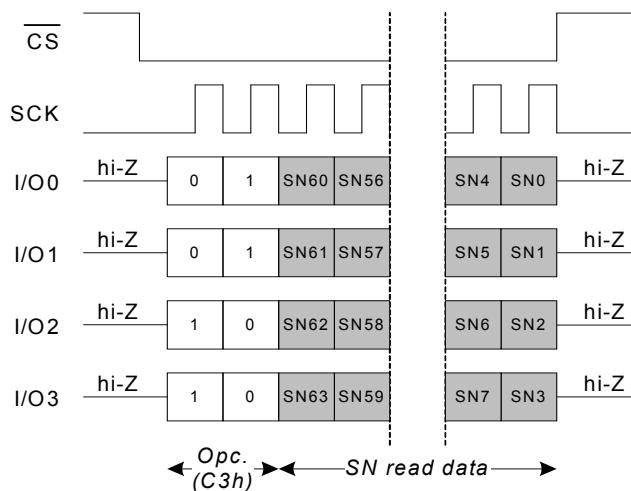 CS
SCK
I/O0 hi-Z 0 1 SN60 SN56 SN4 SN0 hi-Z
I/O1 hi-Z 0 1 SN61 SN57 SN5 SN1 hi-Z
I/O2 hi-Z 1 0 SN62 SN58 SN6 SN2 hi-Z
I/O3 hi-Z 1 0 SN63 SN59 SN7 SN3 hi-Z
Opc. SN read data
(C3h)